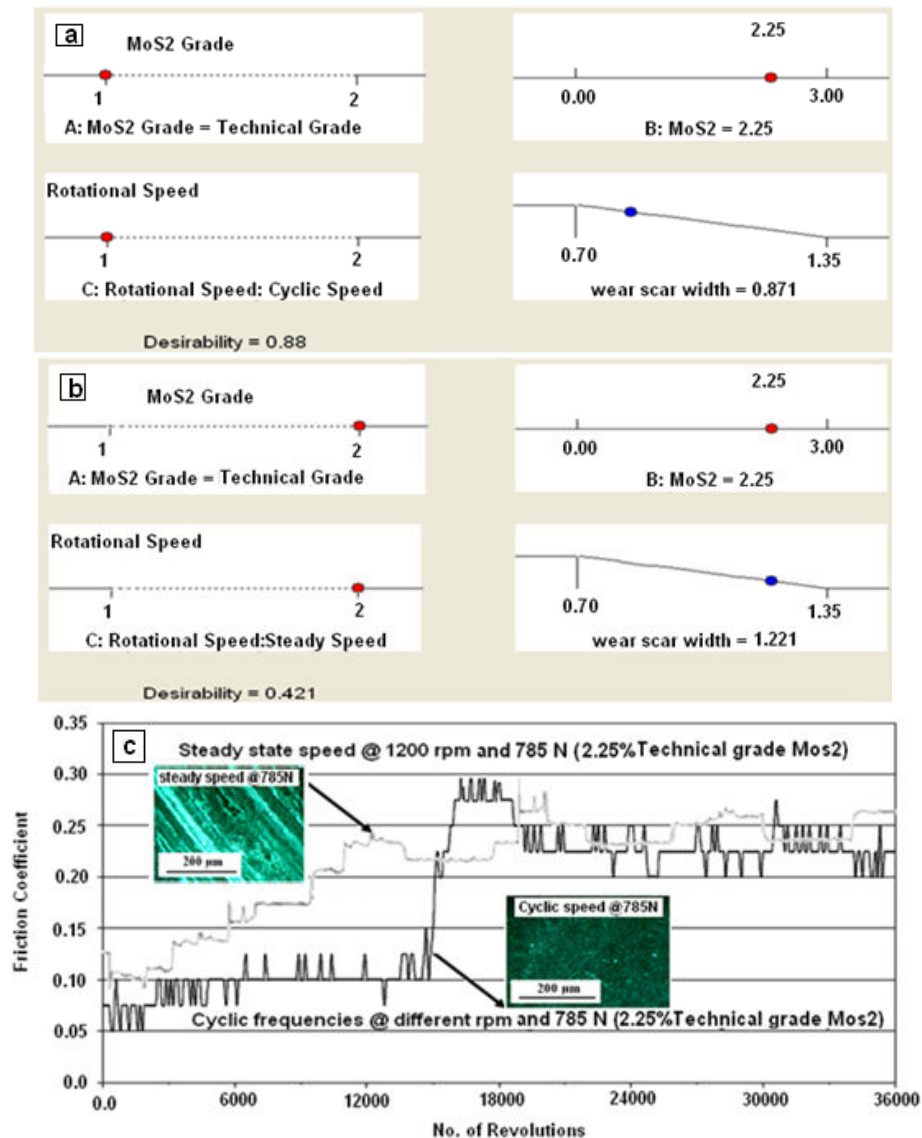 a
MoS2 Grade
1 2
A: MoS2 Grade = Technical Grade
2.25
0.00 3.00
B: MoS2 = 2.25
Rotational Speed
1 2
C: Rotational Speed: Cyclic Speed
0.70 1.35
wear scar width = 0.871
Desirability = 0.88
b
MoS2 Grade
1 2
A: MoS2 Grade = Technical Grade
2.25
0.00 3.00
B: MoS2 = 2.25
Rotational Speed
1 2
C: Rotational Speed:Steady Speed
0.70 1.35
wear scar width = 1.221
Desirability = 0.421
c
Steady state speed @ 1200 rpm and 785 N (2.25%Technical grade Mos2)
steady speed @785N
200 µm
Cyclic speed @785N
200 µm
Cyclic frequencies @ different rpm and 785 N (2.25%Technical grade Mos2)
Friction Coefficient
0.35
0.30
0.25
0.20
0.15
0.10
0.05
0.0
0.0 6000 12000 18000 24000 30000 36000
No. of Revolutions